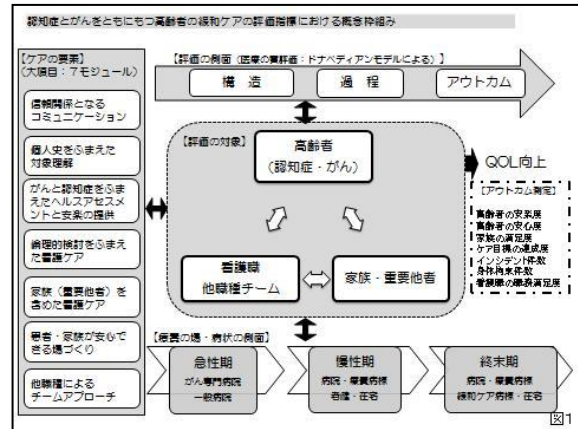 認知症とがんをともにもつ高齢者の緩和ケアの評価指標における概念枠組み
【ケアの要素】
(大項目:7モジュール)
信頼関係となる
コミュニケーション
個人史をふまえた
対象理解
がんと認知症をふま
えたヘルスアセスメ
ントと安楽の提供
倫理的検討をふまえ
た看護ケア
家族(重要他者)を
含めた看護ケア
患者・家族が安心で
きる場づくり
他職種による
チームアプローチ
【評価の側面(医療の質評価:ドナベディアンモデルによる)】
構 造
過 程
アウトカム
【評価の対象】
高齢者
(認知症・がん)
看護職
他職種チーム
家族・重要他者
QOL向上
【アウトカム測定】
高齢者の安楽度
高齢者の安心度
家族の満足度
ケア目標の達成度
インシデント件数
身体拘束件数
看護職の職務満足度
【療養の場・病状の側面】
急性期
がん専門病院
一般病院
慢性期
病院・療養病棟
老健・在宅
終末期
病院・療養病棟
緩和ケア病棟・在宅
図1